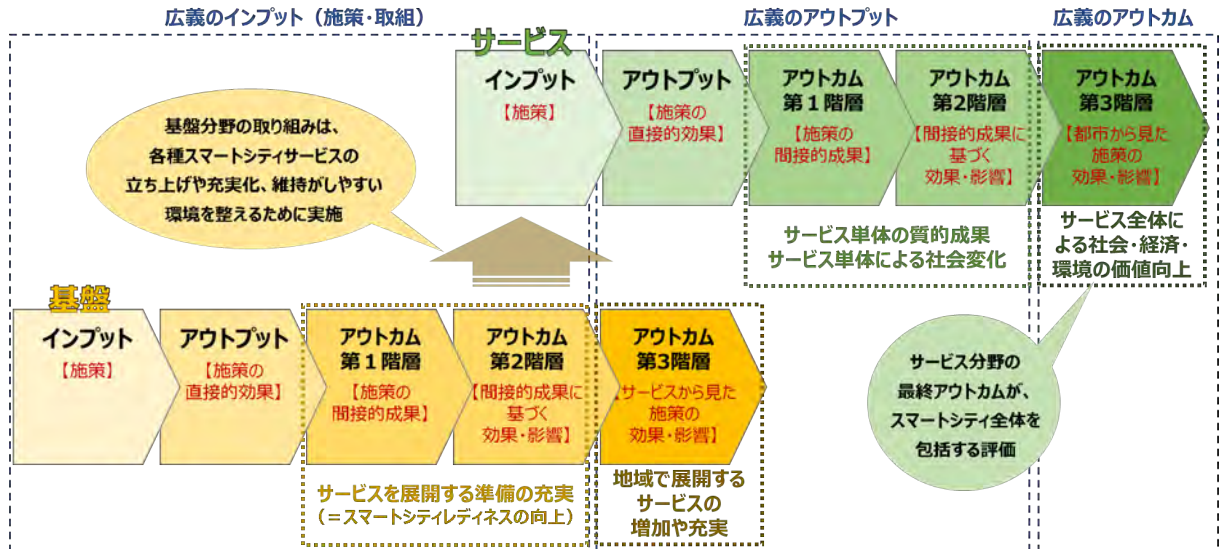 広義のインプット（施策・取組）
広義のアウトプット
広義のアウトカム
サービス
インプット
【施策】
アウトプット
【施策の
直接的効果】
アウトカム
第１階層
【施策の
間接的成果】
アウトカム
第2階層
【間接的成果に
基づく
効果・影響】
アウトカム
第3階層
【都市から見た
施策の
効果・影響】
基盤分野の取り組みは、
各種スマートシティサービスの
立ち上げや充実化、維持がしやすい
環境を整えるために実施
サービス単体の質的成果
サービス単体による社会変化
サービス全体に
よる社会・経済・
環境の価値向上
基盤
インプット
【施策】
アウトプット
【施策の
直接的効果】
アウトカム
第１階層
【施策の
間接的成果】
アウトカム
第2階層
【間接的成果に
基づく
効果・影響】
アウトカム
第3階層
【サービスから見た
施策の
効果・影響】
サービスを展開する準備の充実
（＝スマートシティレディネスの向上）
地域で展開する
サービスの
増加や充実
サービス分野の
最終アウトカムが、
スマートシティ全体を
包括する評価